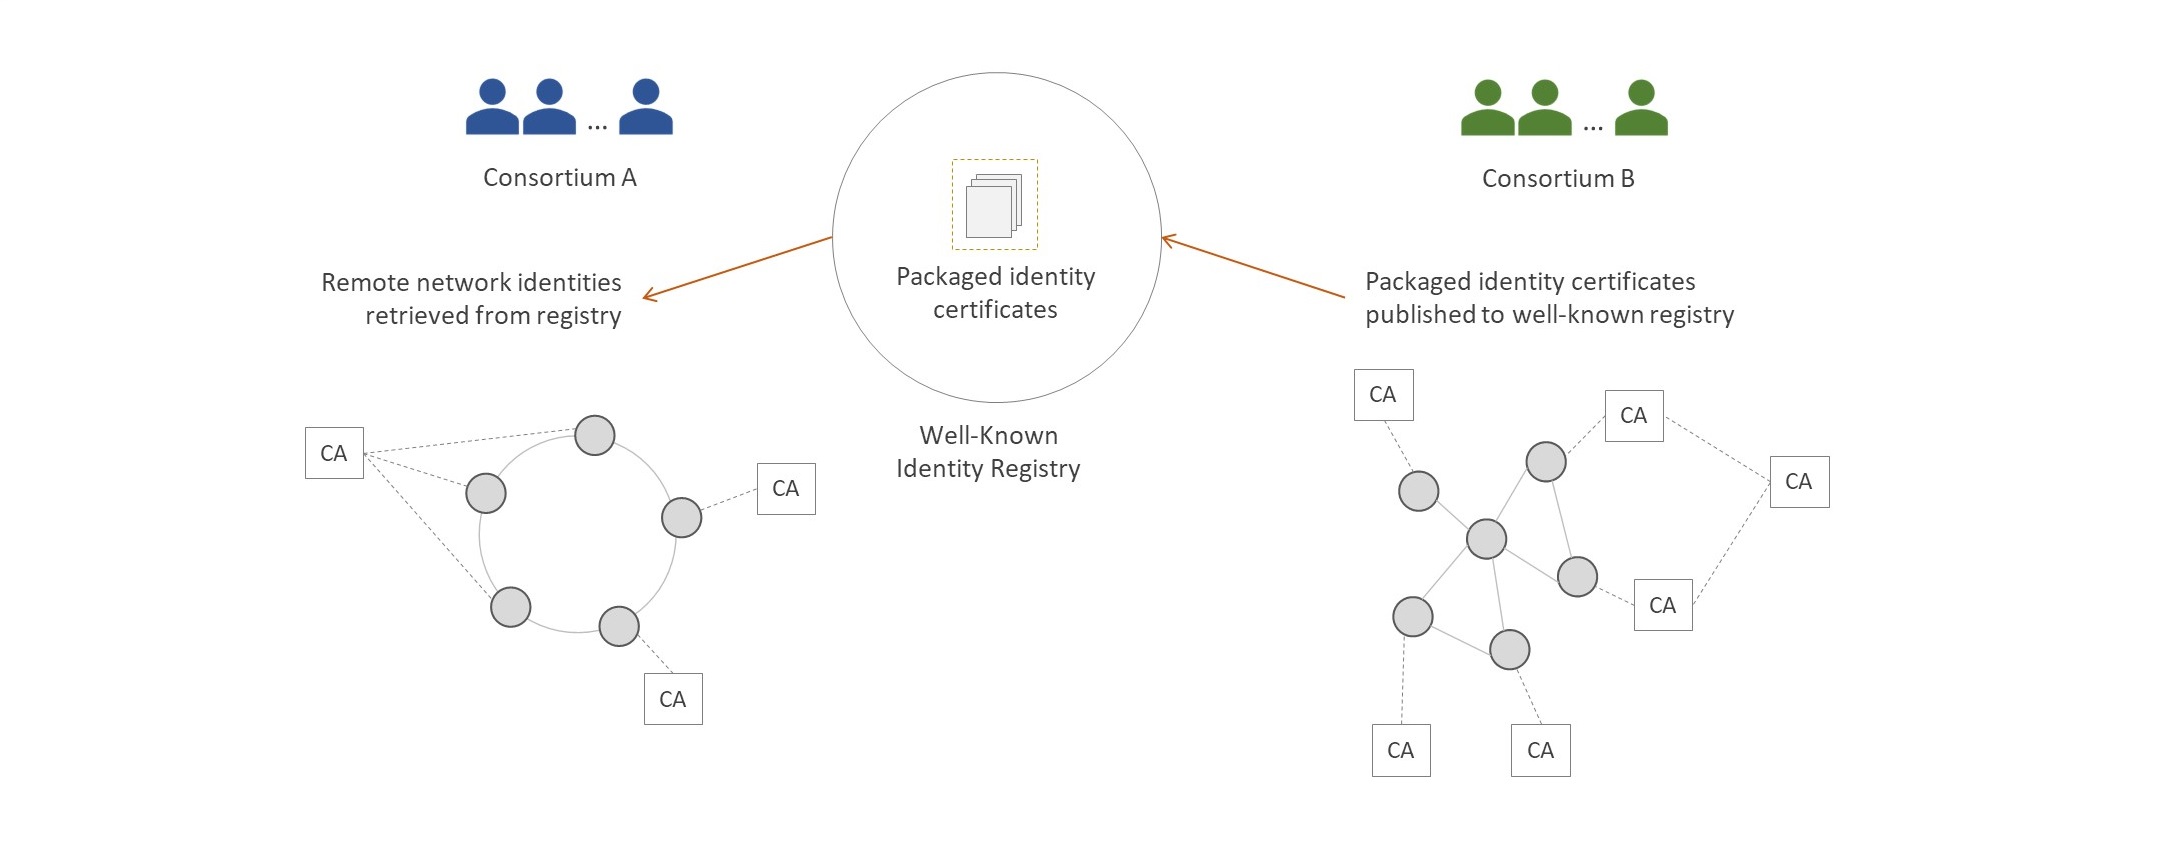 ...
Consortium A
...
Consortium B
Packaged identity
certificates
Remote network identities
retrieved from registry
Packaged identity certificates
published to well-known registry
Well-Known
Identity Registry
CA
CA
CA
CA
CA
CA
CA
CA
CA